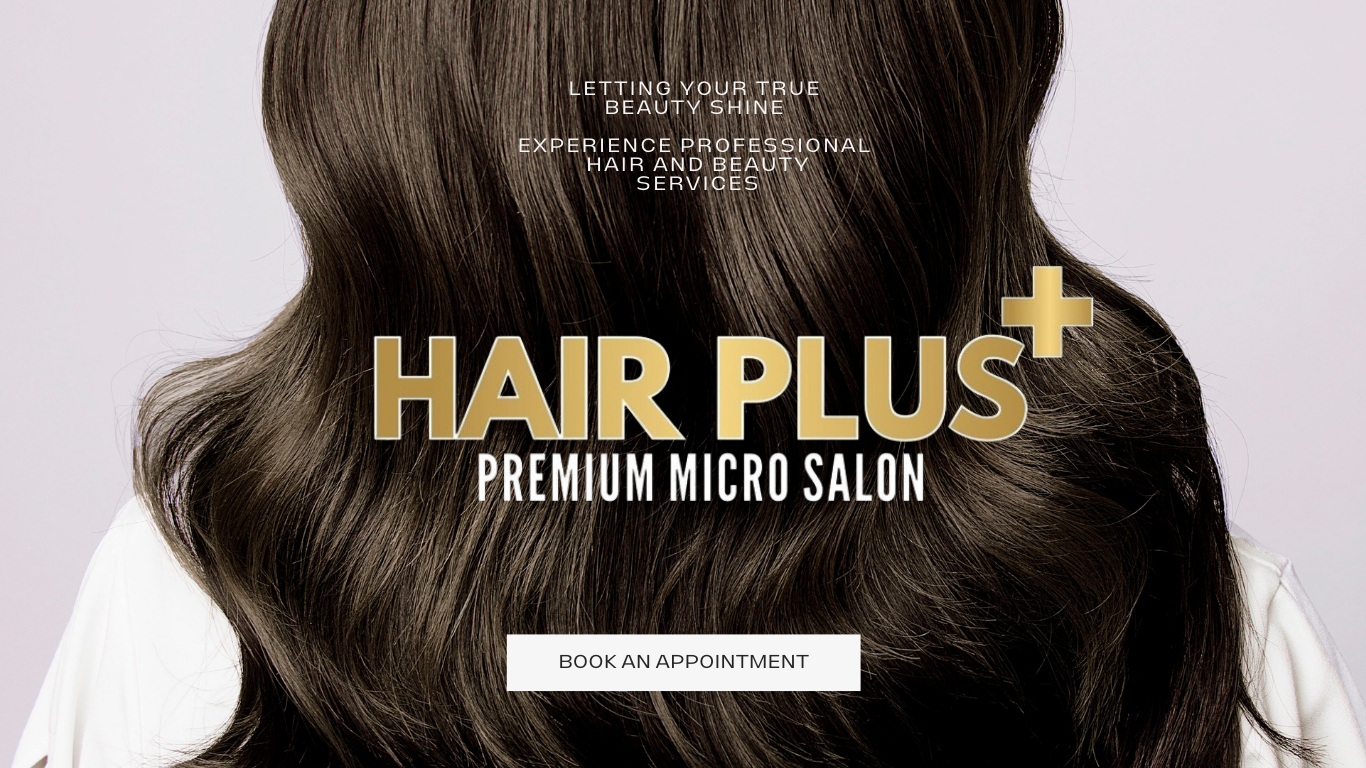 LETTING YOUR TRUE
BEAUTY SHINE
EXPERIENCE PROFESSIONAL
HAIR AND BEAUTY
SERVICES
HAIR PLUS+
PREMIUM MICRO SALON
BOOK AN APPOINTMENT